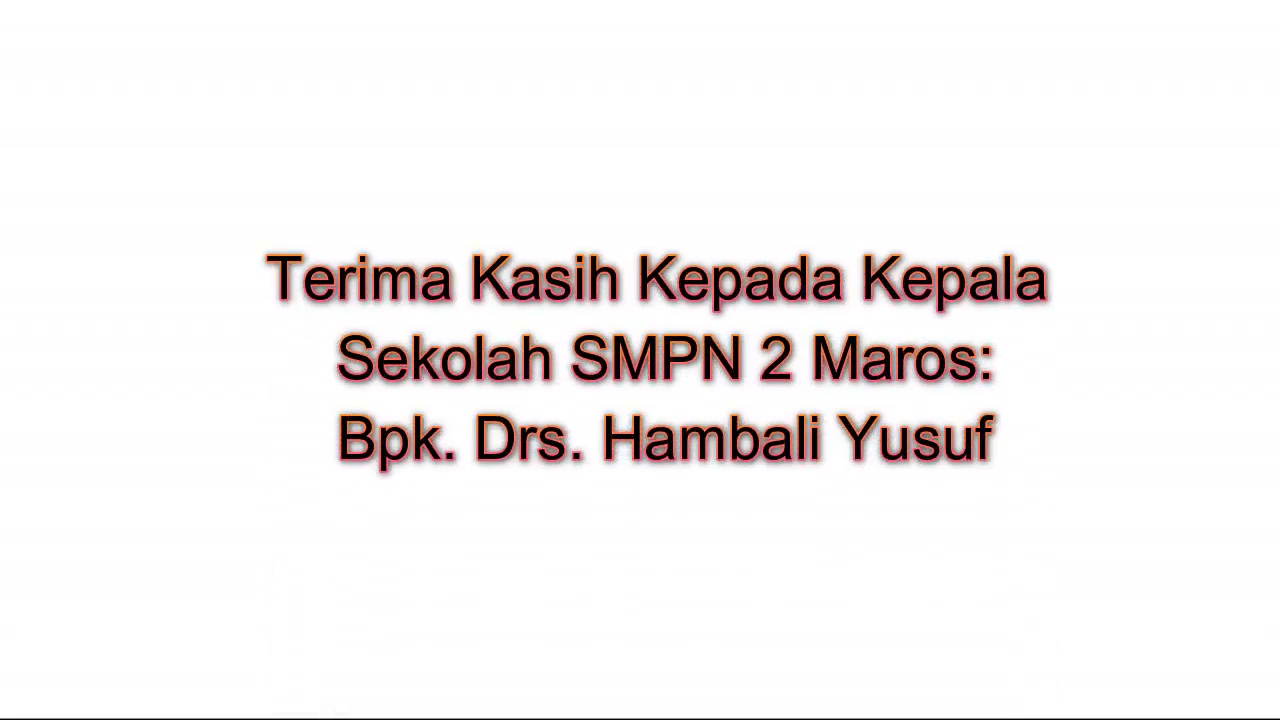 Terima Kasih Kepada Kepala
Sekolah SMPN 2 Maros:
Bpk. Drs. Hambali Yusuf